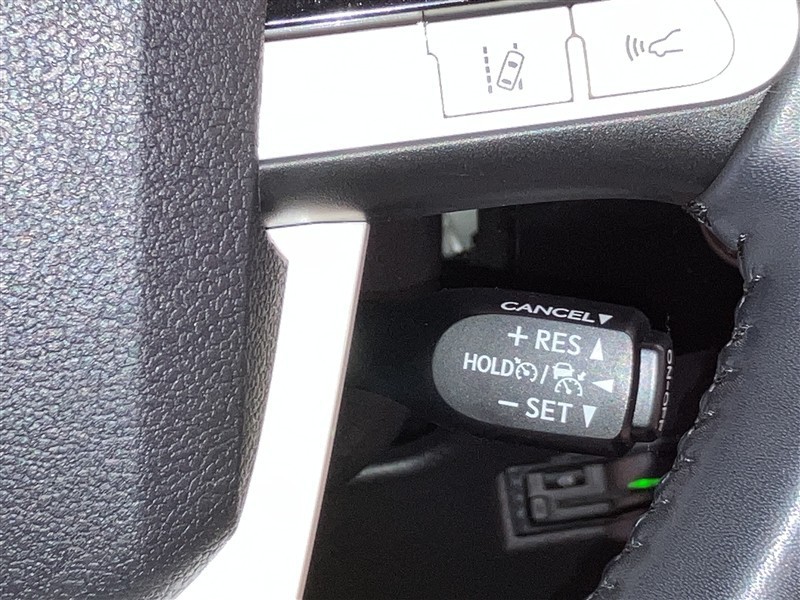 CANCEL▼
+ RES ▲
HOLD / ◀
− SET ▼
ON-OFF